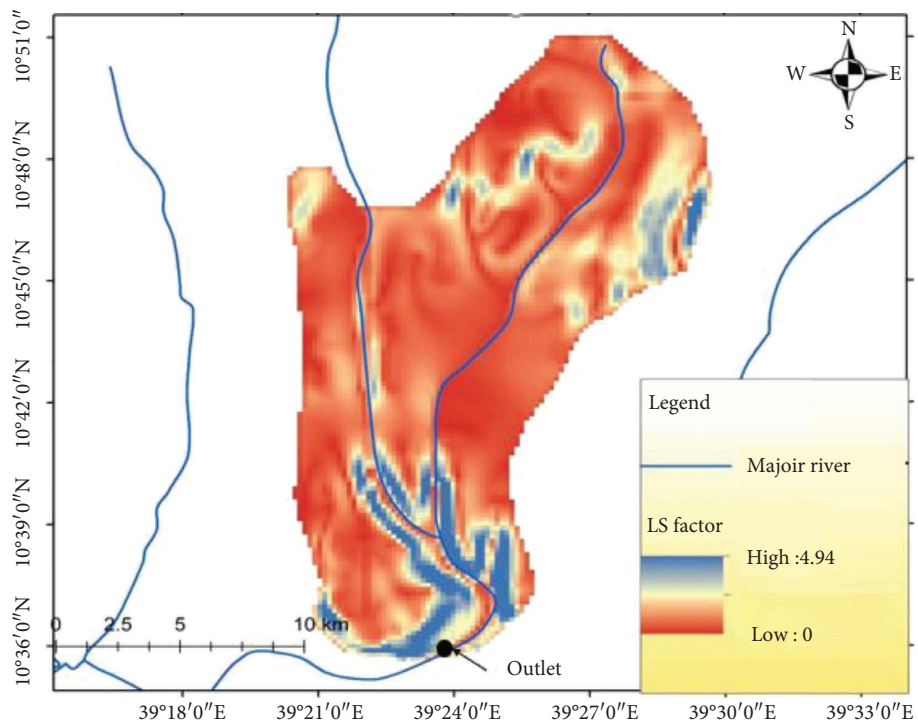 10°51′0″N
10°48′0″N
10°45′0″N
10°42′0″N
10°39′0″N
10°36′0″N
N
W E
S
Legend
Majoir river
LS factor
High :4.94
Low : 0
0 2.5 5 10 km
Outlet
39°18′0″E 39°21′0″E 39°24′0″E 39°27′0″E 39°30′0″E 39°33′0″E